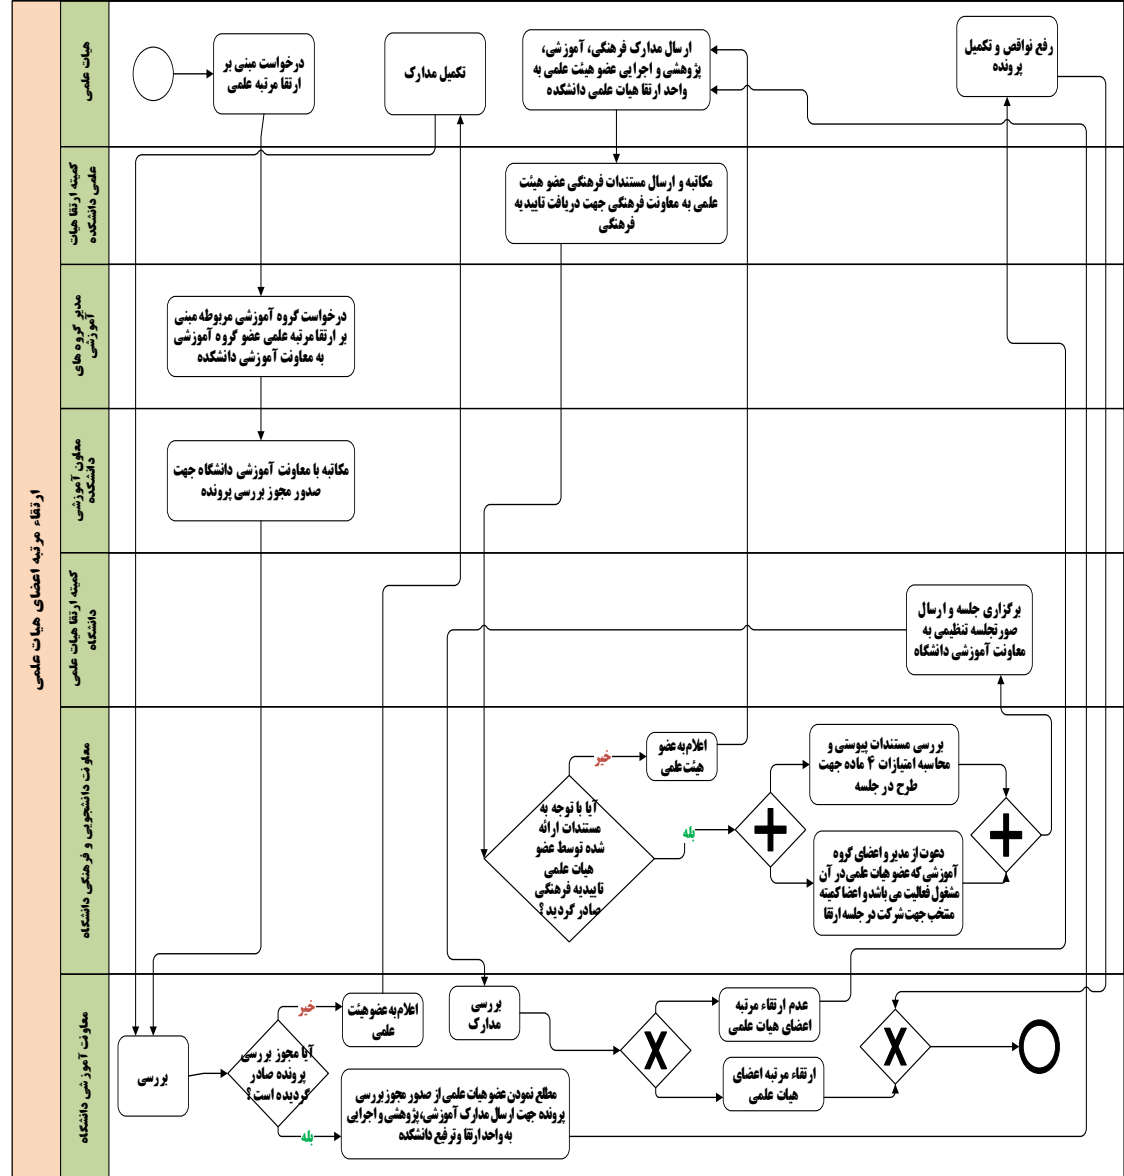 ارتقاء مرتبه اعضای هیات علمی
هیات علمی
درخواست مبنی بر
ارتقا مرتبه علمی
تکمیل مدارک
ارسال مدارک فرهنگی، آموزشی،
پژوهشی و اجرایی عضو هیئت علمی به
واحد ارتقا هیات علمی دانشکده
رفع نواقص و تکمیل
پرونده
کمیته ارتقا هیات
علمی دانشکده
مکاتبه و ارسال مستندات فرهنگی عضو هیئت
علمی به معاونت فرهنگی جهت دریافت تاییدیه
فرهنگی
مدیر گروه های
آموزشی
درخواست گروه آموزشی مربوطه مبنی
بر ارتقا مرتبه علمی عضو گروه آموزشی
به معاونت آموزشی دانشکده
معاون آموزشی
دانشکده
مکاتبه با معاونت آموزشی دانشگاه جهت
صدور مجوز بررسی پرونده
کمیته ارتقا هیات علمی
دانشگاه
برگزاری جلسه و ارسال
صورتجلسه تنظیمی به
معاونت آموزشی دانشگاه
معاونت دانشجویی و فرهنگی دانشگاه
آیا با توجه به
مستندات ارائه
شده توسط عضو
هیات علمی
تاییدیه فرهنگی
صادر گردید ؟
خیر
اعلام به عضو
هیئت علمی
بله
بررسی مستندات پیوستی و
محاسبه امتیازات ۴ ماده جهت
طرح در جلسه
دعوت از مدیر و اعضای گروه
آموزشی که عضو هیات علمی در آن
مشغول فعالیت می باشد و اعضا کمیته
منتخب جهت شرکت در جلسه ارتقا
معاونت آموزشی دانشگاه
بررسی
آیا مجوز بررسی
پرونده صادر
گردیده است ؟
خیر
اعلام به عضو هیئت
علمی
بله
مطلع نمودن عضو هیات علمی از صدور مجوز بررسی
پرونده جهت ارسال مدارک آموزشی،پژوهشی و اجرایی
به واحد ارتقا و ترفیع دانشکده
بررسی
مدارک
X
عدم ارتقاء مرتبه
اعضای هیات علمی
ارتقاء مرتبه اعضای
هیات علمی
X